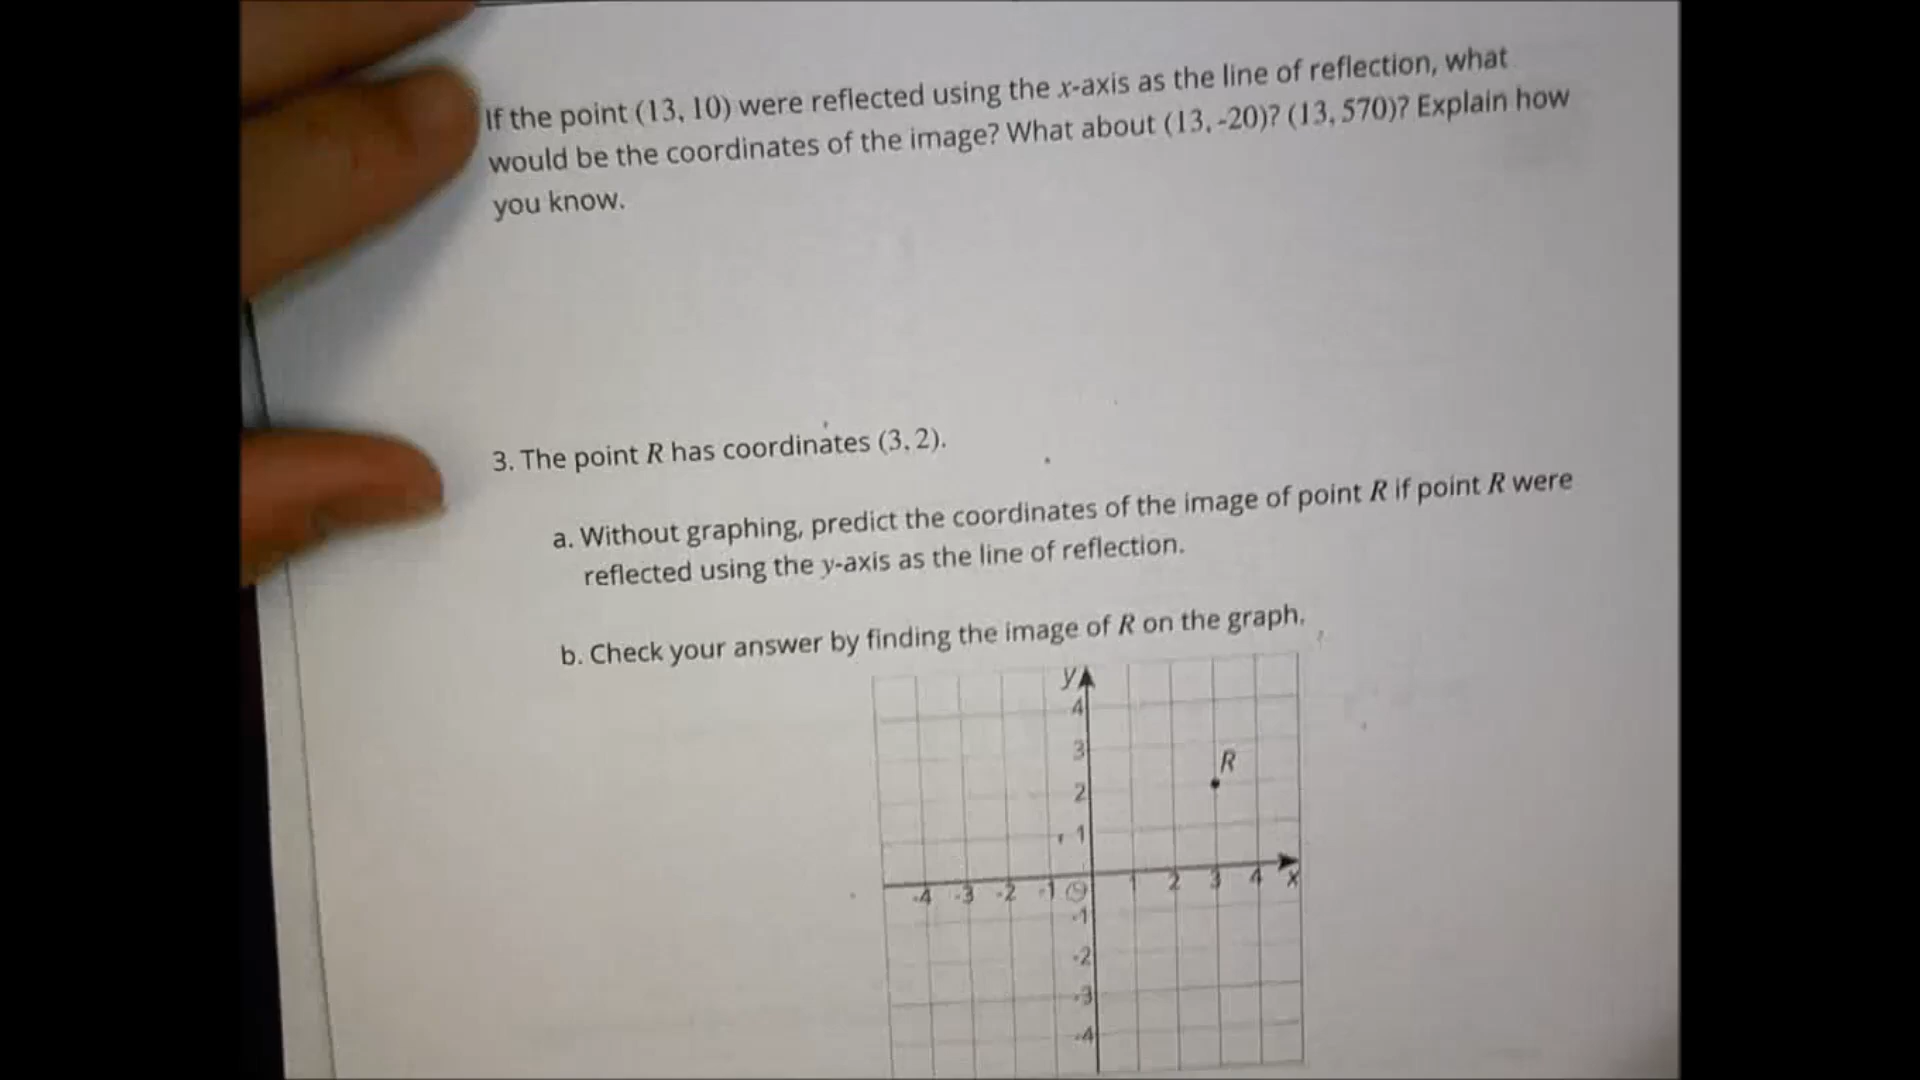 If the point (13, 10) were reflected using the x-axis as the line of reflection, what
would be the coordinates of the image? What about (13, -20)? (13, 570)? Explain how
you know.
3. The point R has coordinates (3, 2).
a. Without graphing, predict the coordinates of the image of point R if point R were
reflected using the y-axis as the line of reflection.
b. Check your answer by finding the image of R on the graph.
y
4
3
R
2
1
-4 -3 -2 -1 O 1 2 3 4 x
-1
-2
-3
-4